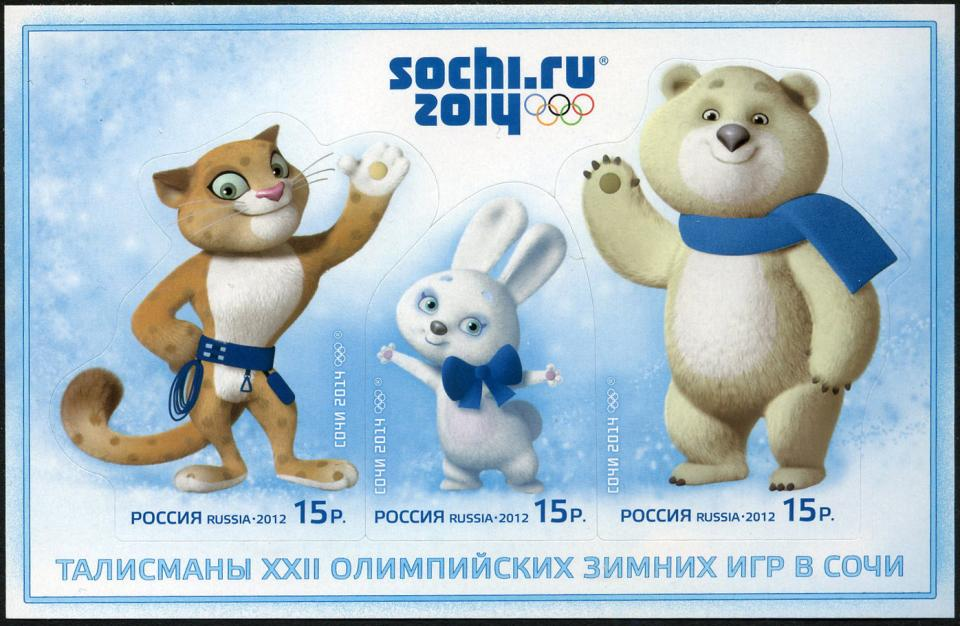 sochi.ru®
2014
СОЧИ 2014 ®
СОЧИ 2014 ®
СОЧИ 2014 ®
РОССИЯ RUSSIA·2012 15Р.
РОССИЯ RUSSIA·2012 15Р.
РОССИЯ RUSSIA·2012 15Р.
ТАЛИСМАНЫ XXII ОЛИМПИЙСКИХ ЗИМНИХ ИГР В СОЧИ